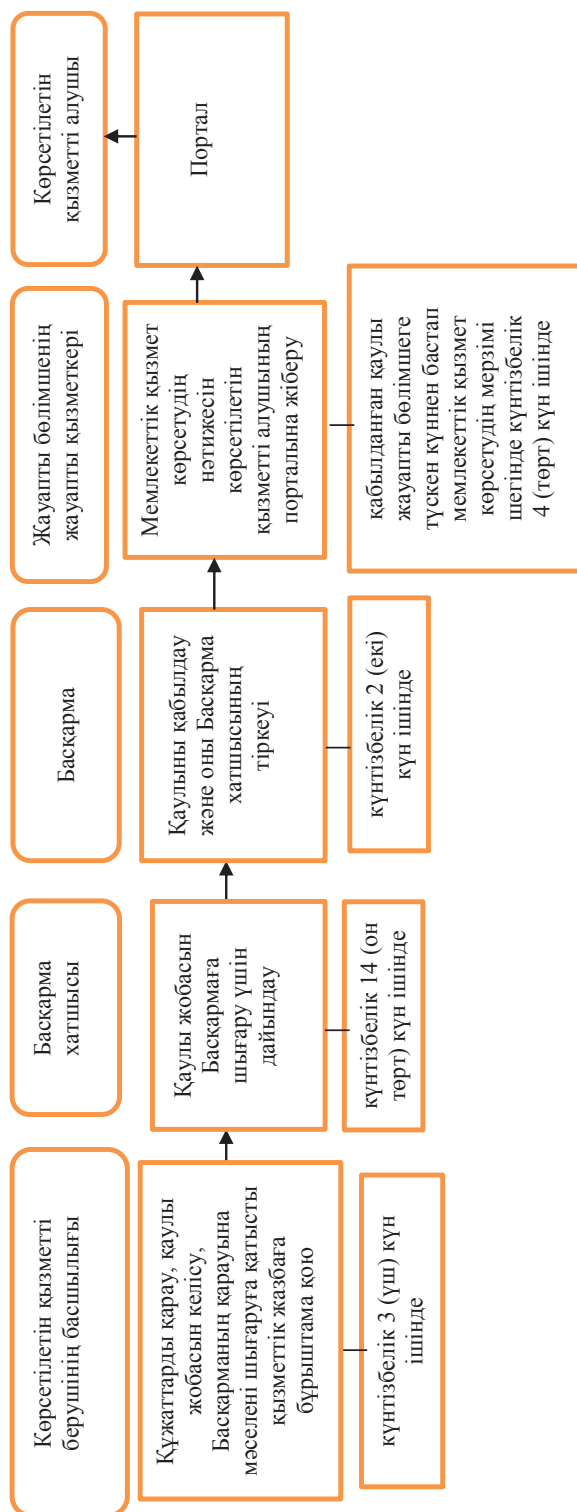 Көрсетілетін қызметті
берушінің басшылығы
Басқарма
хатшысы
Басқарма
Жауапты бөлімшенің
жауапты қызметкері
Көрсетілетін
қызметті алушы
Құжаттарды қарау, қаулы
жобасын келісу,
Басқарманың қарауына
мәселені шығаруға қатысты
қызметтік жазбаға
бұрыштама қою
Қаулы жобасын
Басқармаға
шығару үшін
дайындау
Қаулыны қабылдау
және оны Басқарма
хатшысының
тіркеуі
Мемлекеттік қызмет
көрсетудің
нәтижесін
көрсетілетін
қызметті алушының
порталына жіберу
Портал
күнтізбелік 3 (үш) күн
ішінде
күнтізбелік 14 (он
төрт) күн ішінде
күнтізбелік 2 (екі)
күн ішінде
қабылданған қаулы
жауапты бөлімшеге
түскен күннен бастап
мемлекеттік қызмет
көрсетудің мерзімі
шегінде күнтізбелік
4 (төрт) күн ішінде